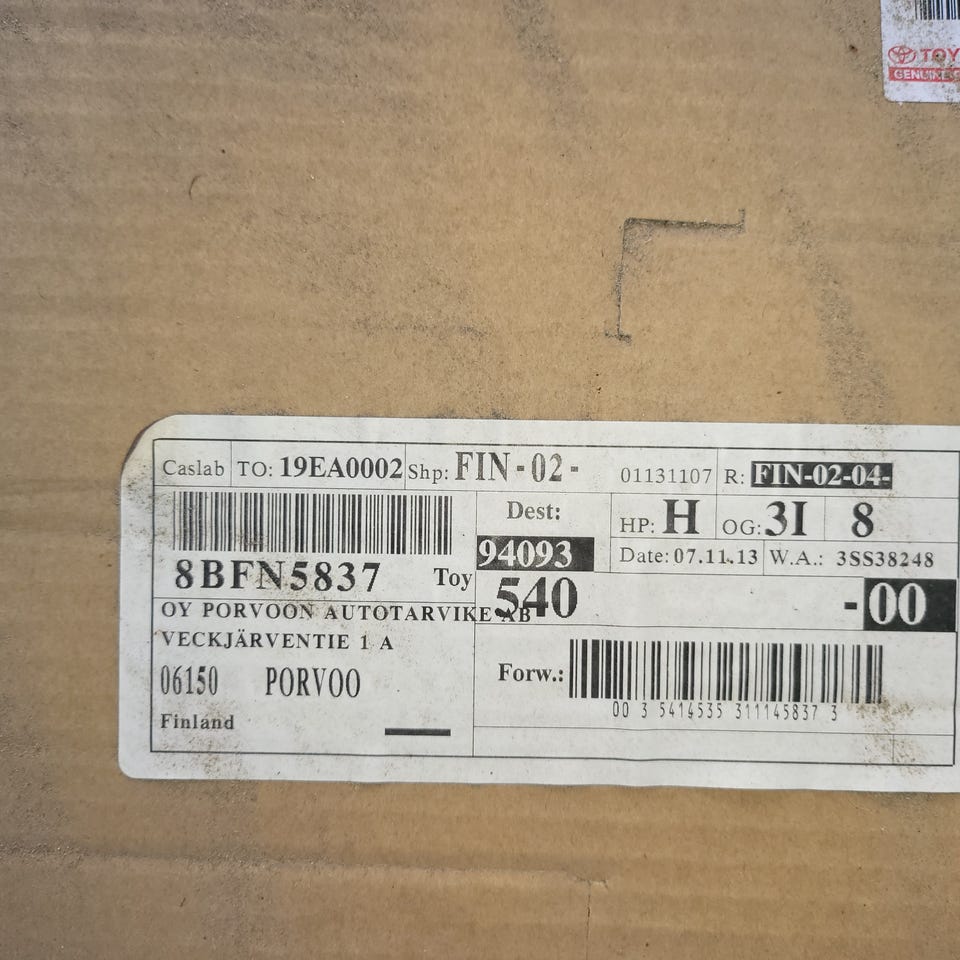 TOY
GENUINE
Caslab TO: 19EA0002 Shp: FIN-02- 01131107 R: FIN-02-04-
Dest: HP: H OG: 3I 8
94093 Date: 07.11.13 W.A.: 3SS38248
8BFN5837 Toy 540 -00
OY PORVOON AUTOTARVIKE AB
VECKJÄRVENTIE 1 A
Forw.:
06150 PORVOO
00 3 5414535 311145837 3
Finland